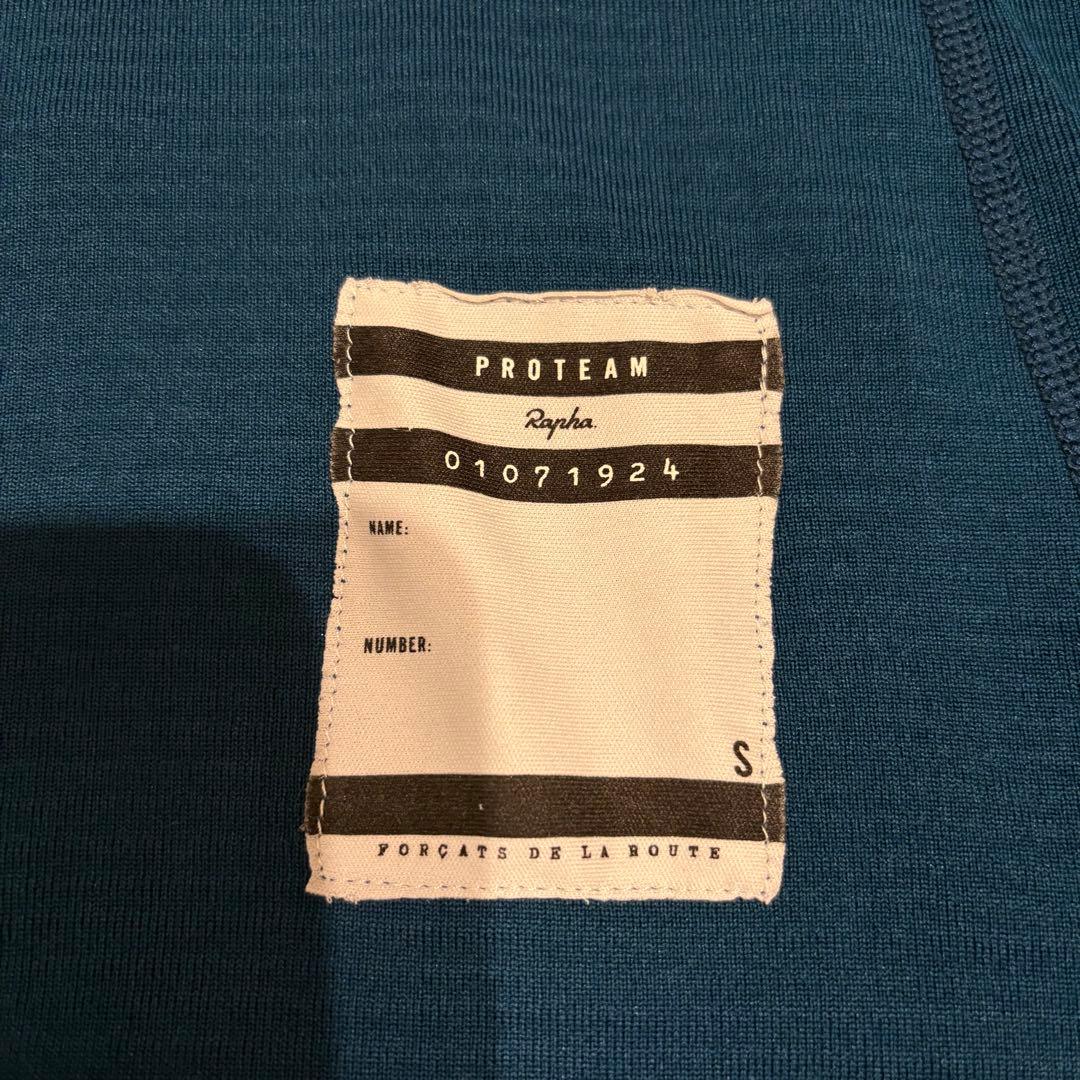 PROTEAM
Rapha.
01071924
NAME:
NUMBER:
S
FORÇATS DE LA ROUTE